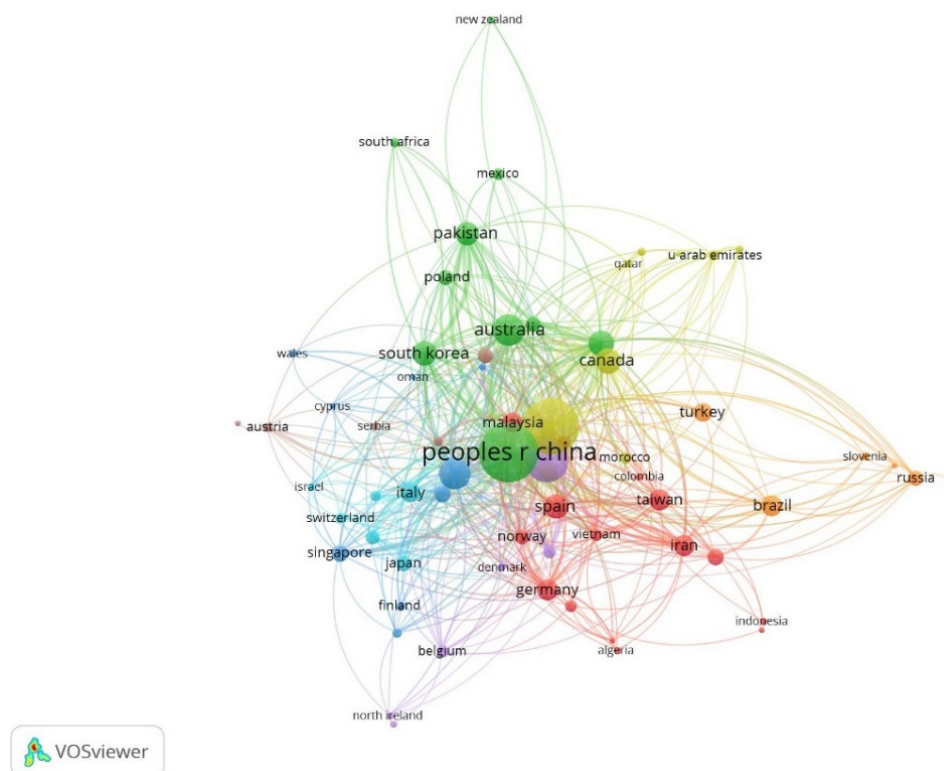 new zealand
south africa
mexico
pakistan
u arab emirates
qatar
poland
australia
south korea
canada
wales
oman
cyprus
turkey
malaysia
serbia
austria
peoples r china
morocco
slovenia
colombia
russia
israel
italy
taiwan
spain
brazil
switzerland
norway
vietnam
iran
singapore
japan
denmark
germany
finland
indonesia
belgium
algeria
north ireland
VOSviewer